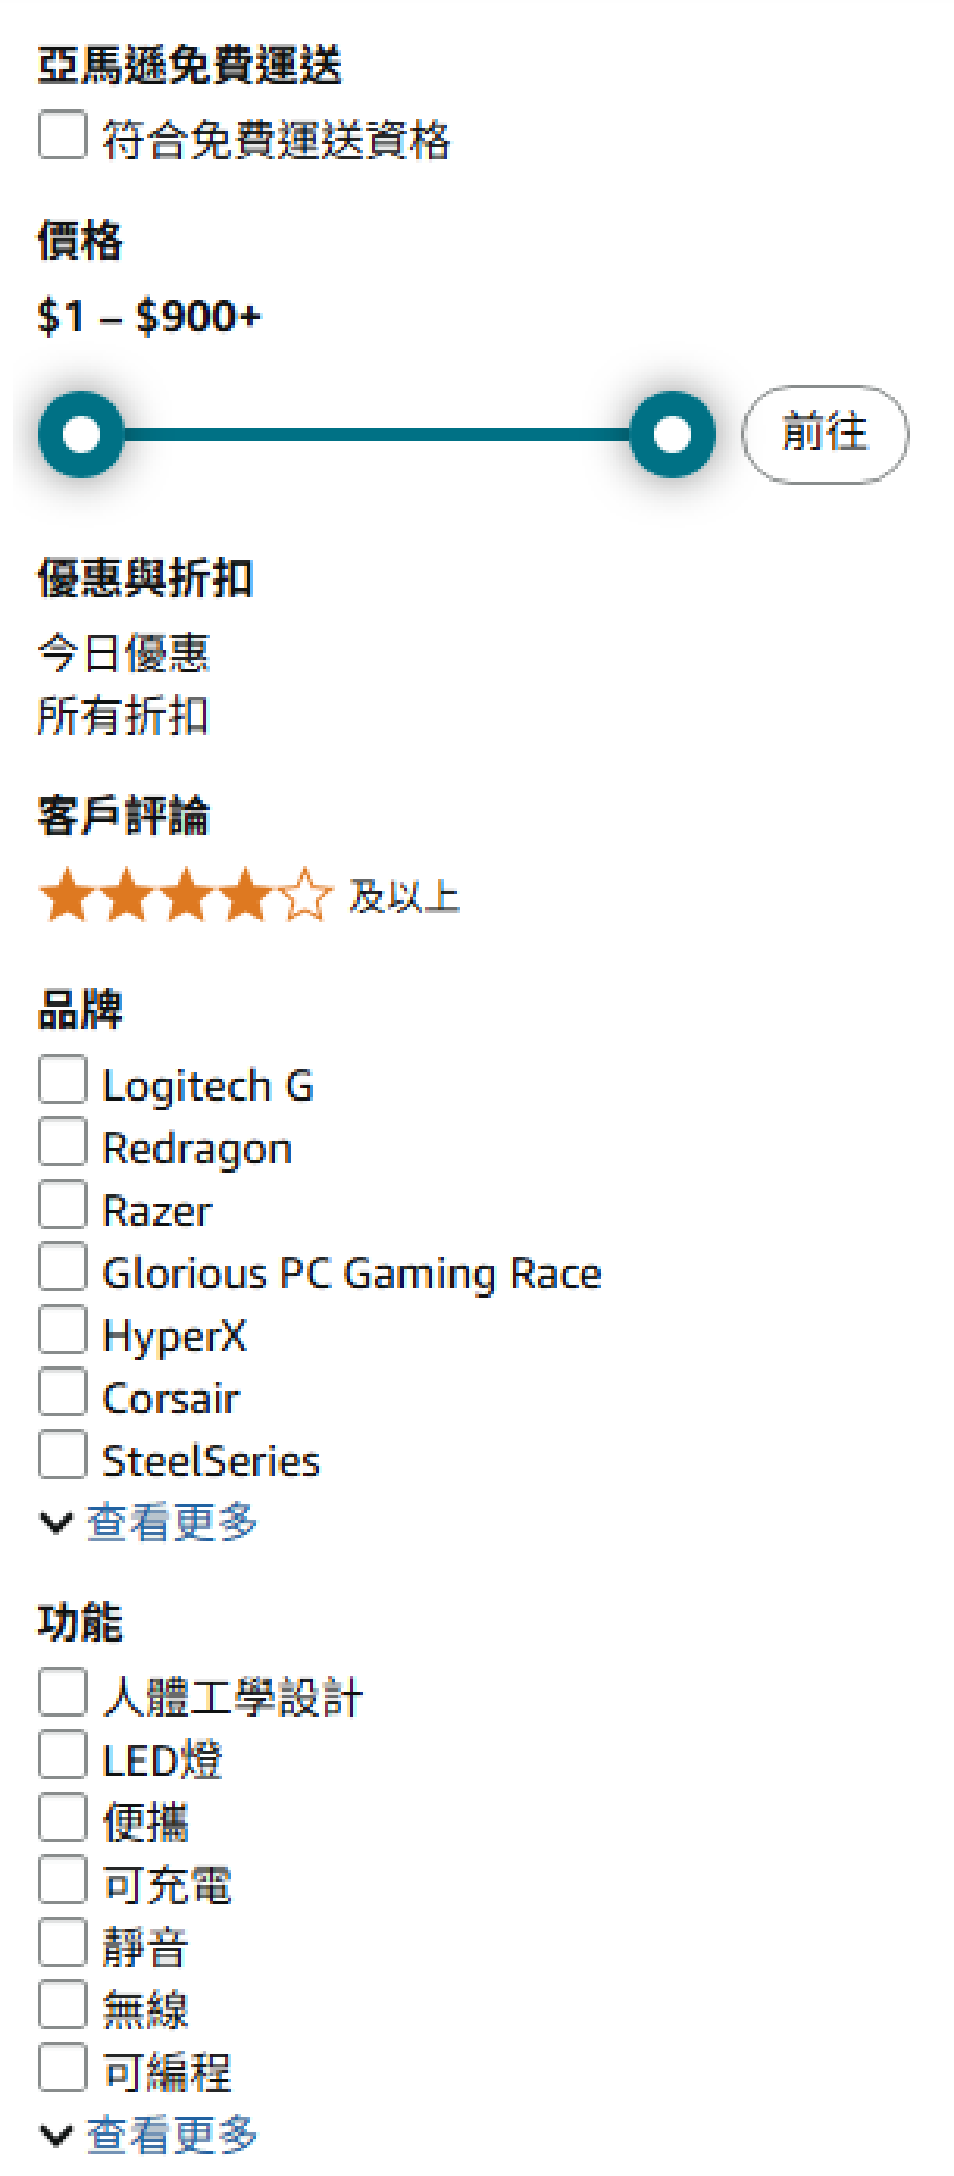 亞馬遜免費運送
符合免費運送資格
價格
$1 – $900+
前往
優惠與折扣
今日優惠
所有折扣
客戶評論
及以上
品牌
Logitech G
Redragon
Razer
Glorious PC Gaming Race
HyperX
Corsair
SteelSeries
查看更多
功能
人體工學設計
LED燈
便攜
可充電
靜音
無線
可編程
查看更多